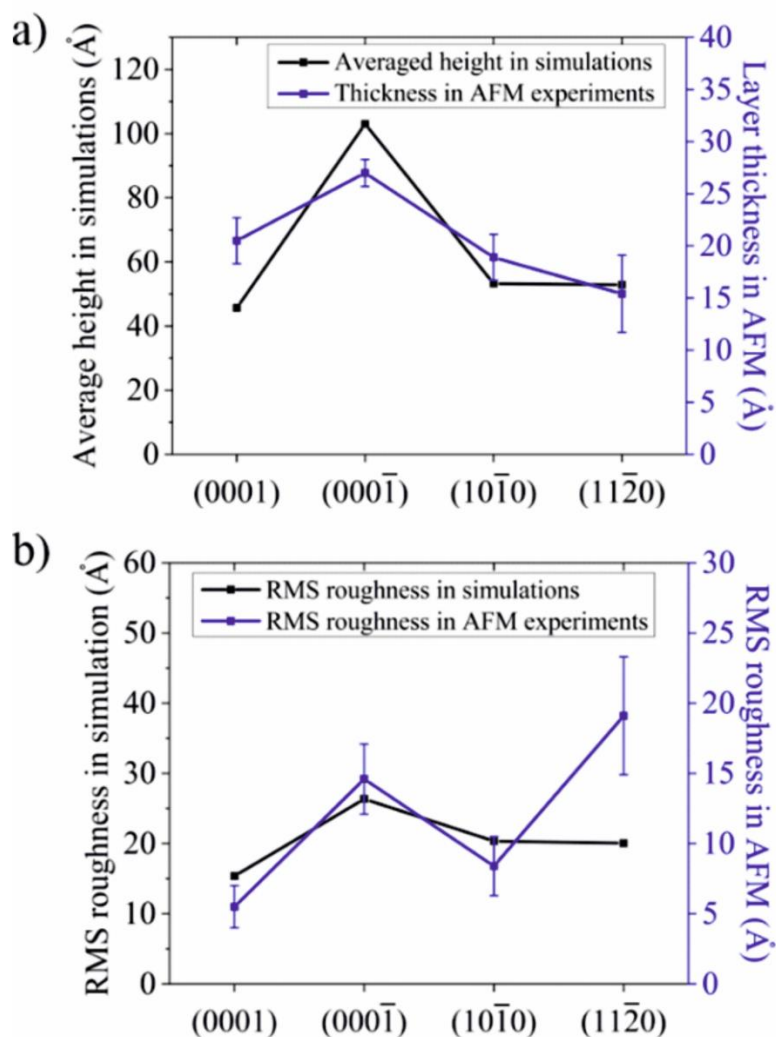 a)
Average height in simulations (Å)
120
100
80
60
40
20
0
Averaged height in simulations
Thickness in AFM experiments
40
35
30
25
20
15
10
5
0
Layer thickness in AFM (Å)
(0001) (0001̅) (101̅0) (112̅0)
b)
RMS roughness in simulation (Å)
60
50
40
30
20
10
0
RMS roughness in simulations
RMS roughness in AFM experiments
30
25
20
15
10
5
0
RMS roughness in AFM (Å)
(0001) (0001̅) (101̅0) (112̅0)